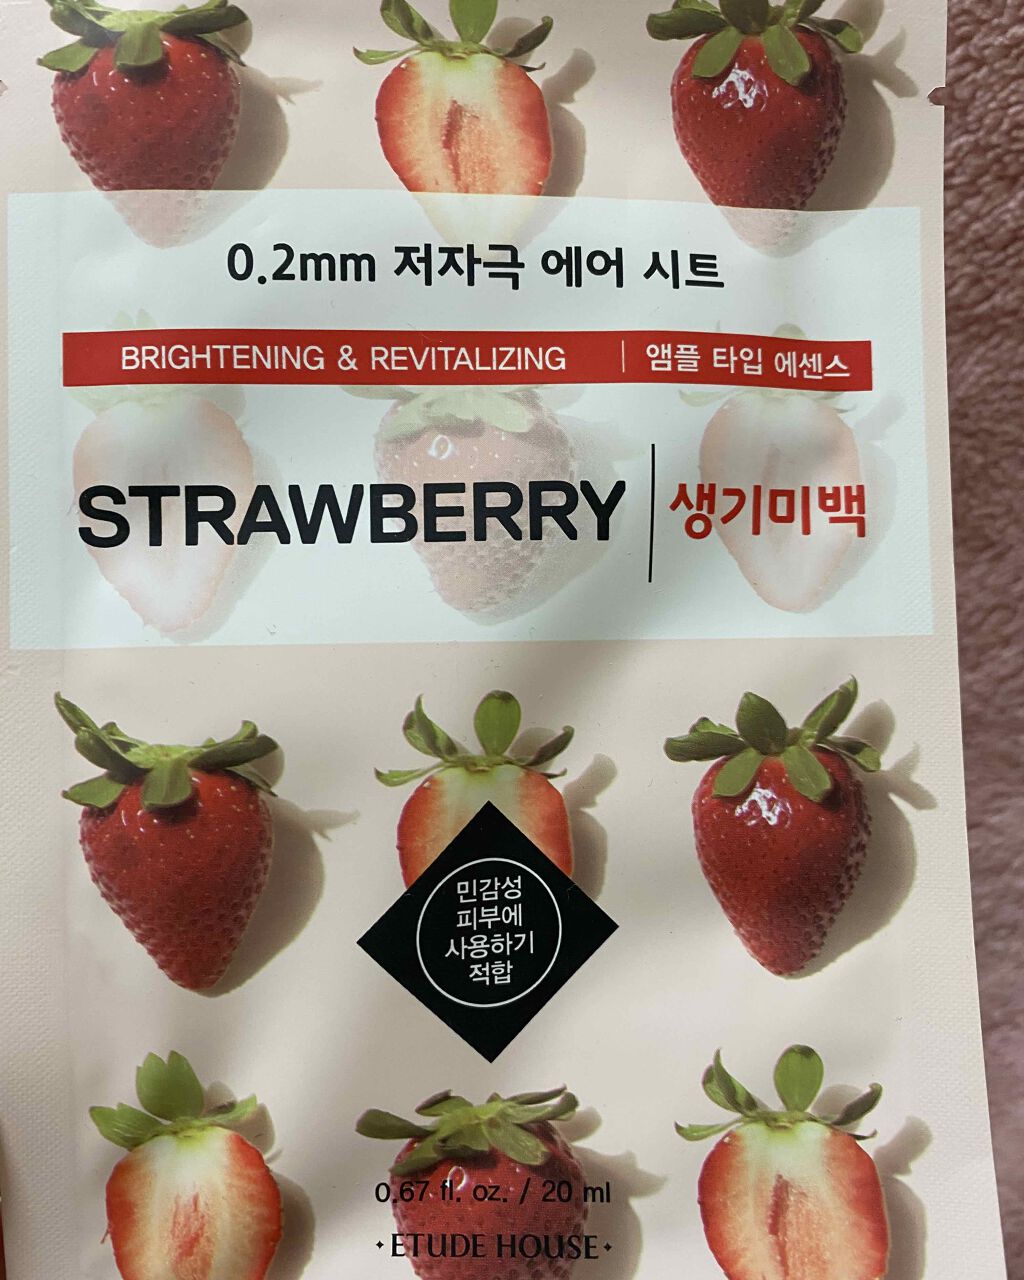 0.2mm 저자극 에어 시트
BRIGHTENING & REVITALIZING | 앰플 타입 에센스
STRAWBERRY | 생기미백
민감성
피부에
사용하기
적합
0.67 fl. oz. / 20 ml
ETUDE HOUSE